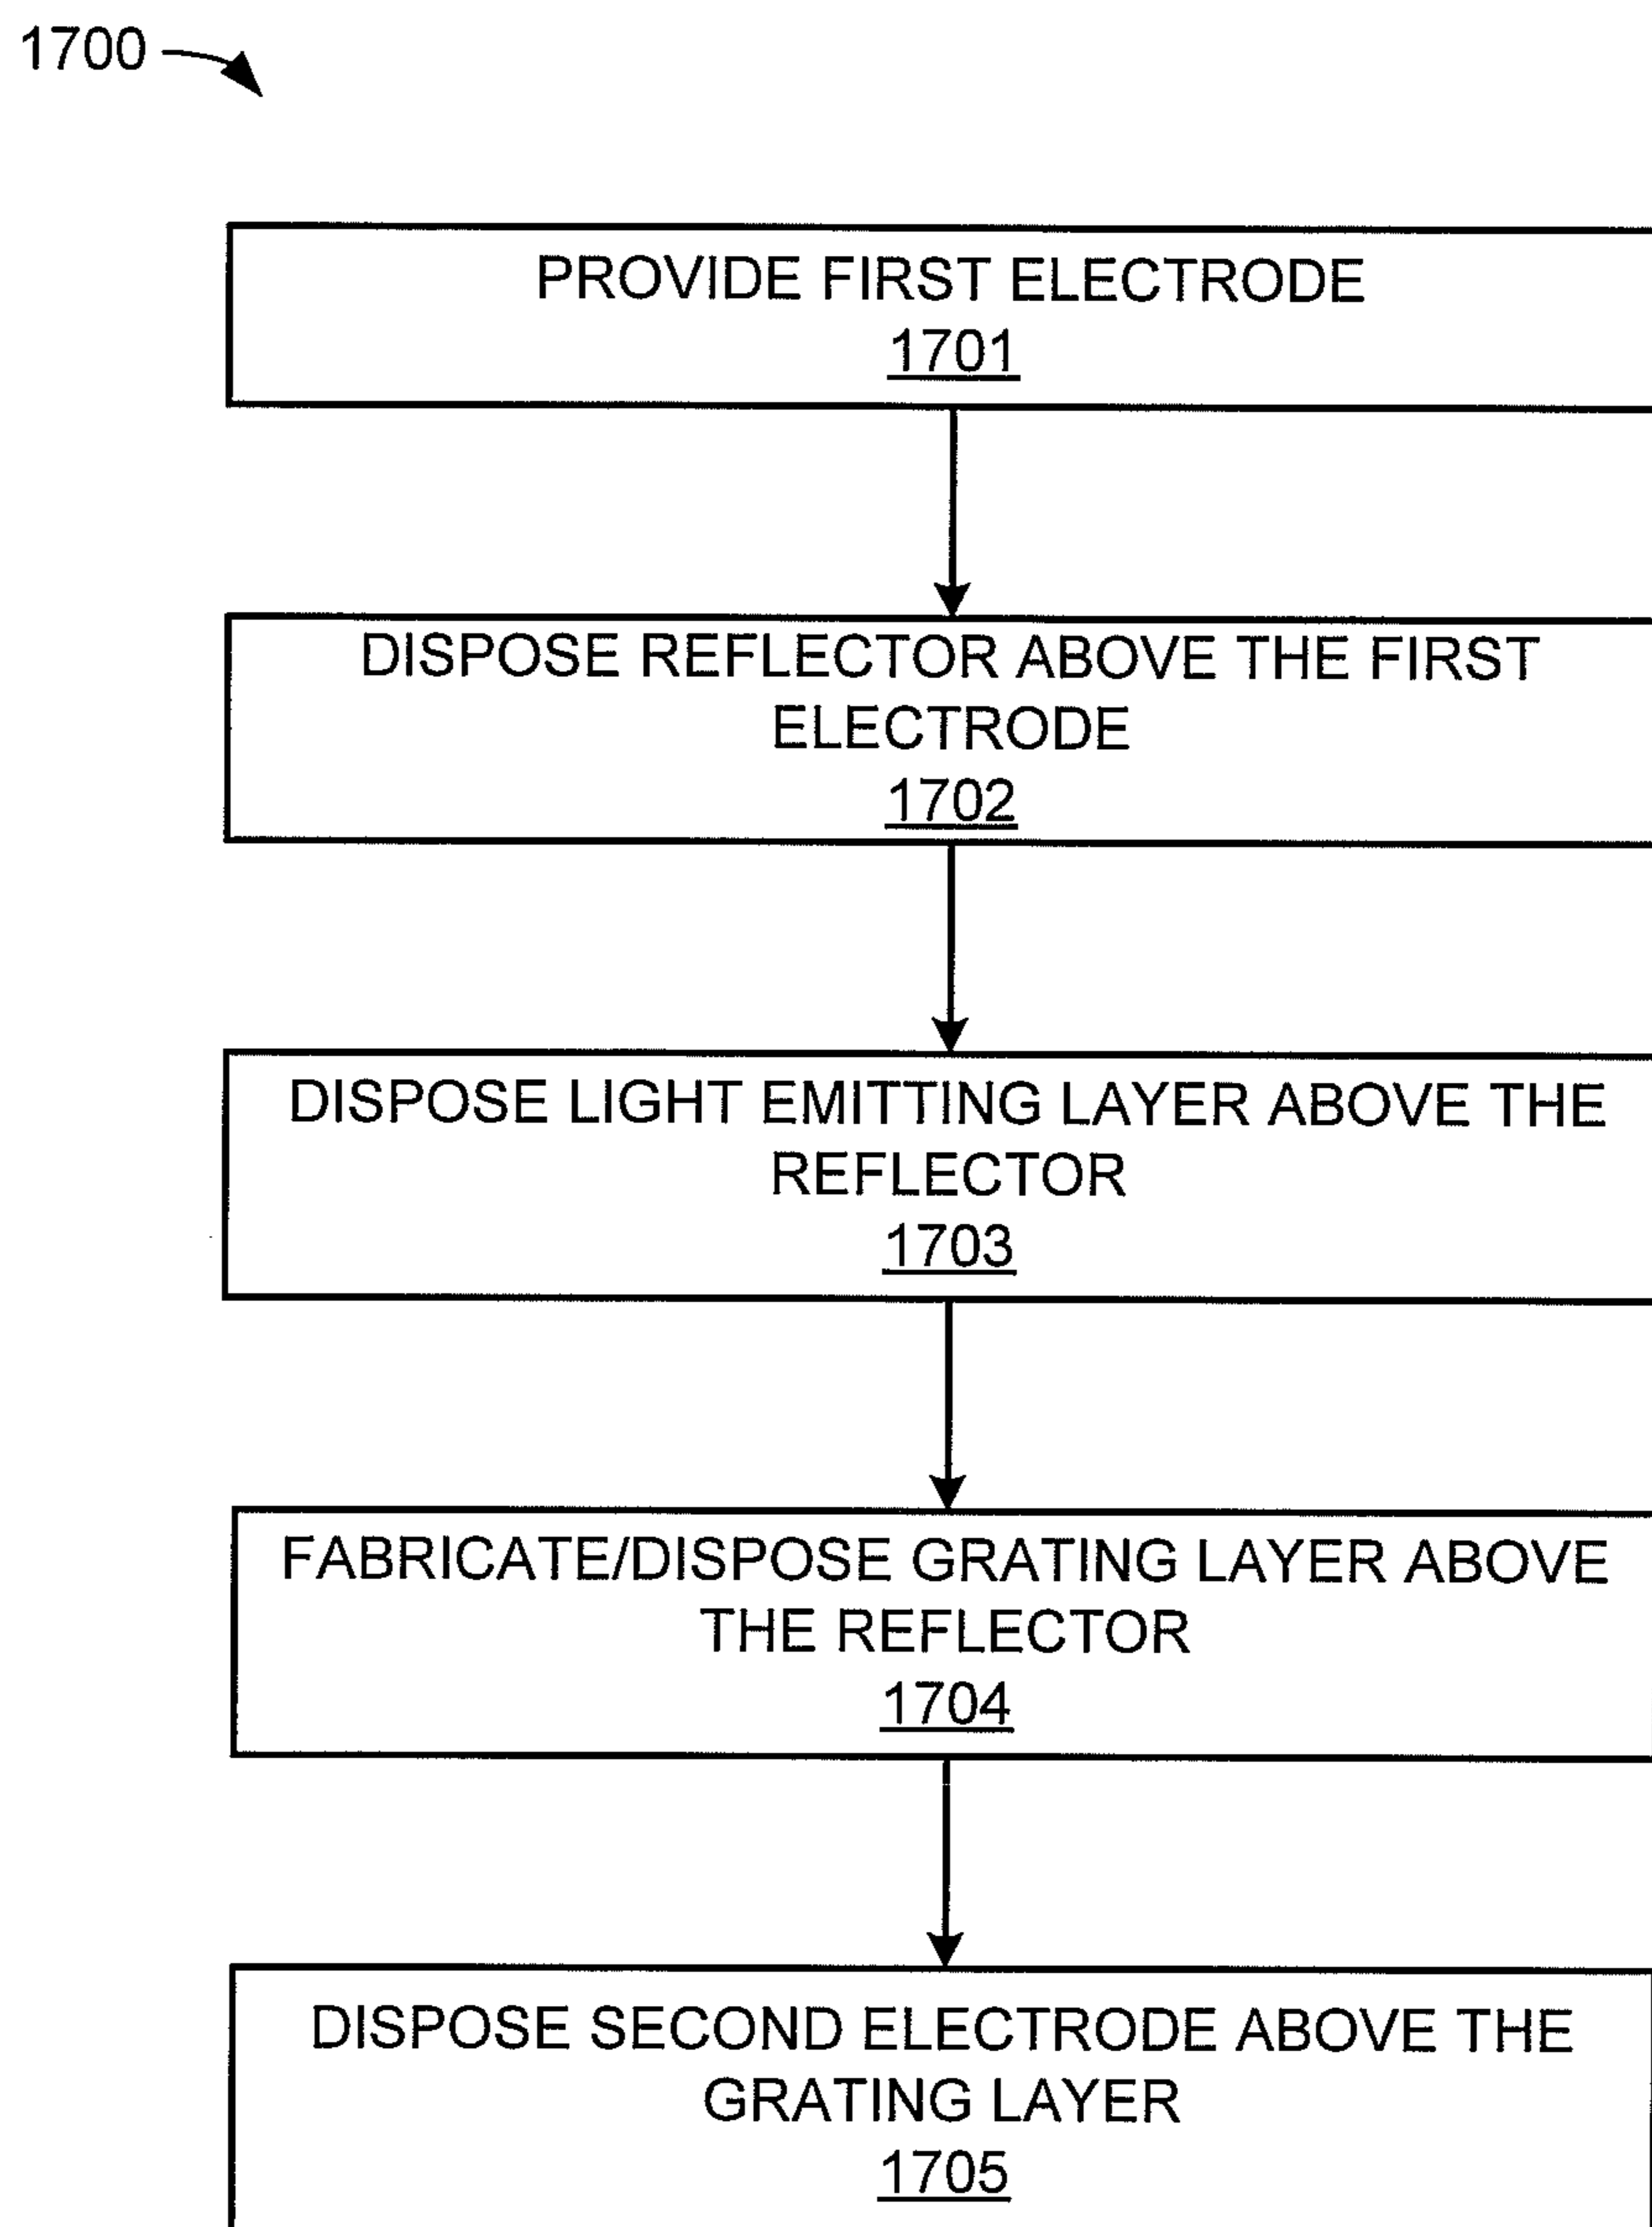 1700
PROVIDE FIRST ELECTRODE
1701
DISPOSE REFLECTOR ABOVE THE FIRST
ELECTRODE
1702
DISPOSE LIGHT EMITTING LAYER ABOVE THE
REFLECTOR
1703
FABRICATE/DISPOSE GRATING LAYER ABOVE
THE REFLECTOR
1704
DISPOSE SECOND ELECTRODE ABOVE THE
GRATING LAYER
1705